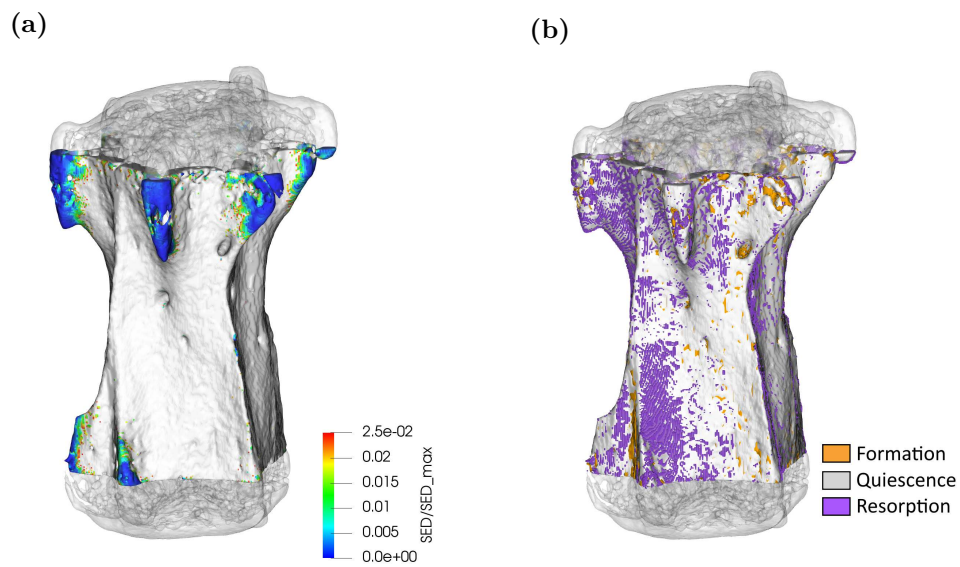 (a)
(b)
2.5e-02
0.02
0.015
0.01
0.005
0.0e+00
SED/SED_max
Formation
Quiescence
Resorption